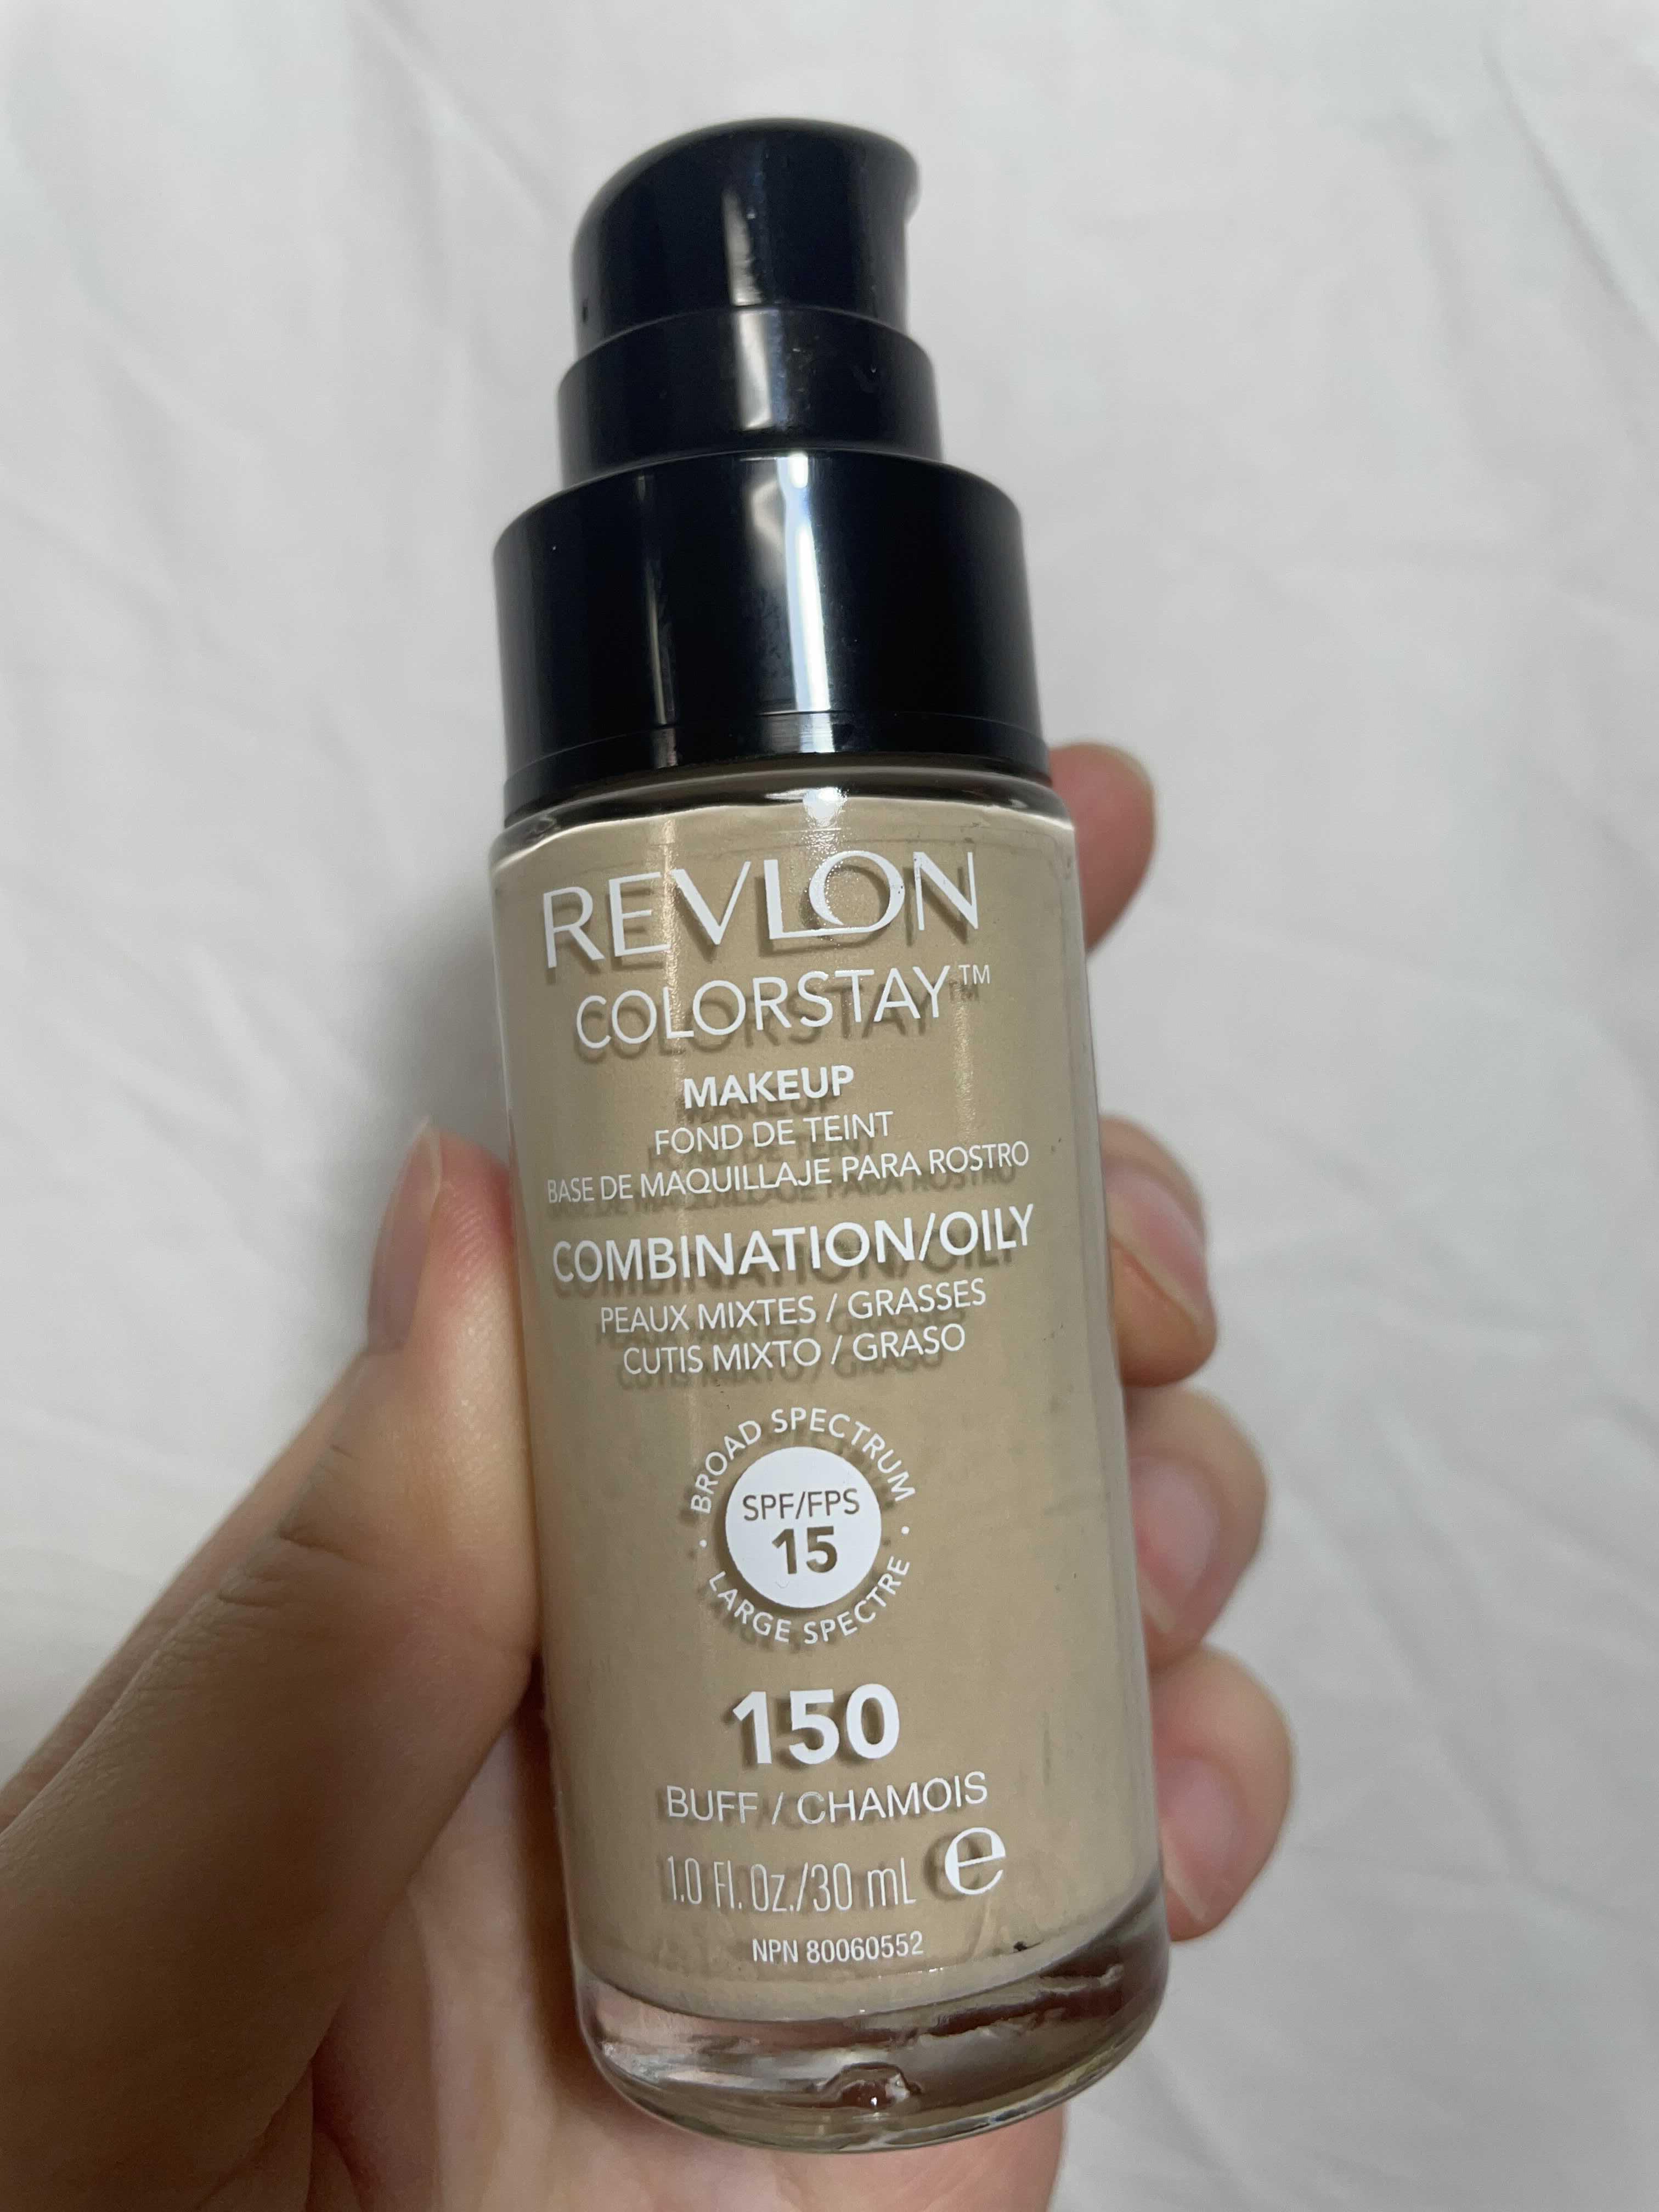 REVLON
COLORSTAY™
MAKEUP
FOND DE TEINT
BASE DE MAQUILLAJE PARA ROSTRO
COMBINATION/OILY
PEAUX MIXTES / GRASSES
CUTIS MIXTO / GRASO
• BROAD SPECTRUM •
SPF/FPS
15
LARGE SPECTRE
150
BUFF / CHAMOIS
1.0 Fl. Oz./30 mL ℮
NPN 80060552